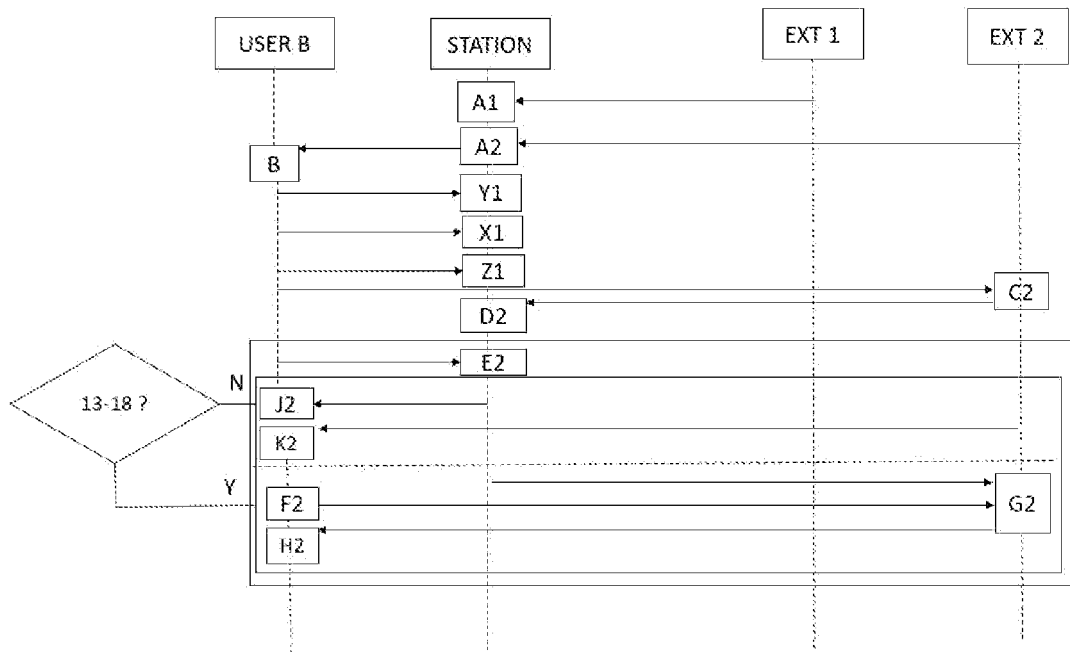 USER B
STATION
EXT 1
EXT 2
A1
A2
B
Y1
X1
Z1
C2
D2
E2
N
13-18 ?
J2
K2
Y
F2
G2
H2